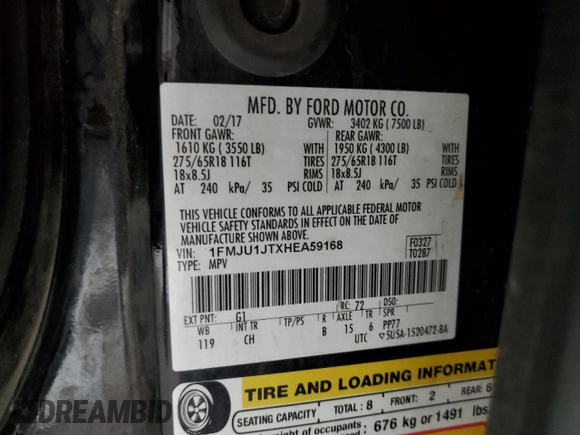 MFD. BY FORD MOTOR CO.
DATE: 02/17 GVWR: 3402 KG ( 7500 LB)
FRONT GAWR: REAR GAWR:
1610 KG ( 3550 LB) 1950 KG ( 4300 LB)
275/65R18 116T TIRES 275/65R18 116T TIRES
18x8.5J RIMS 18x8.5J RIMS
AT 240 kPa/ 35 PSI COLD AT 240 kPa/ 35 PSI COLD
THIS VEHICLE CONFORMS TO ALL APPLICABLE FEDERAL MOTOR
VEHICLE SAFETY STANDARDS IN EFFECT ON THE DATE OF
MANUFACTURE SHOWN ABOVE.
VIN: 1FMJU1JTXHEA59168 F0327
TYPE: MPV T0287
EXT PNT: G1 RC: 72 DSO:
WB INT TR TP/PS R AXLE TR SPR
119 CH B 15 6 PP77
UTC ▽5U5A-1520472-BA
TIRE AND LOADING INFORMAT
SEATING CAPACITY TOTAL: 8 FRONT: 2 REAR: 6
eight of occupants: 676 kg or 1491 lbs.
DREAMBID